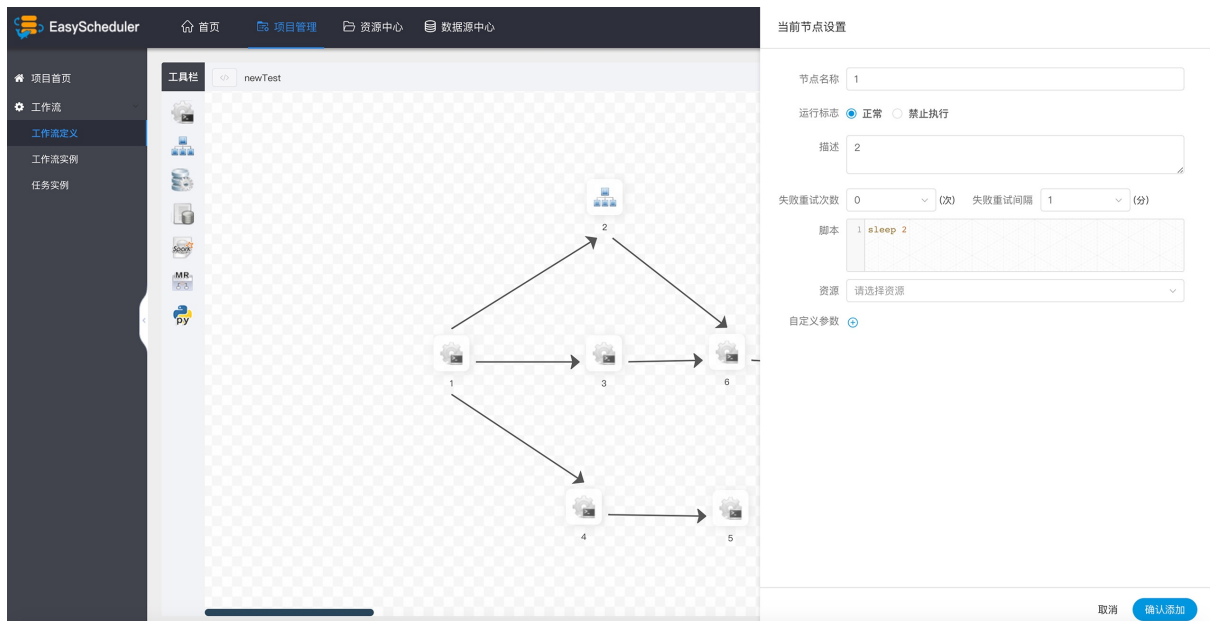 EasyScheduler
首页
项目管理
资源中心
数据源中心
当前节点设置
项目首页
工作流
工作流定义
工作流实例
任务实例
工具栏
</>
newTest
Spark
MR
py
2
1
3
6
4
5
节点名称 1
运行标志 正常 禁止执行
描述 2
失败重试次数 0 (次) 失败重试间隔 1 (分)
脚本 1 sleep 2
资源 请选择资源
自定义参数
取消 确认添加